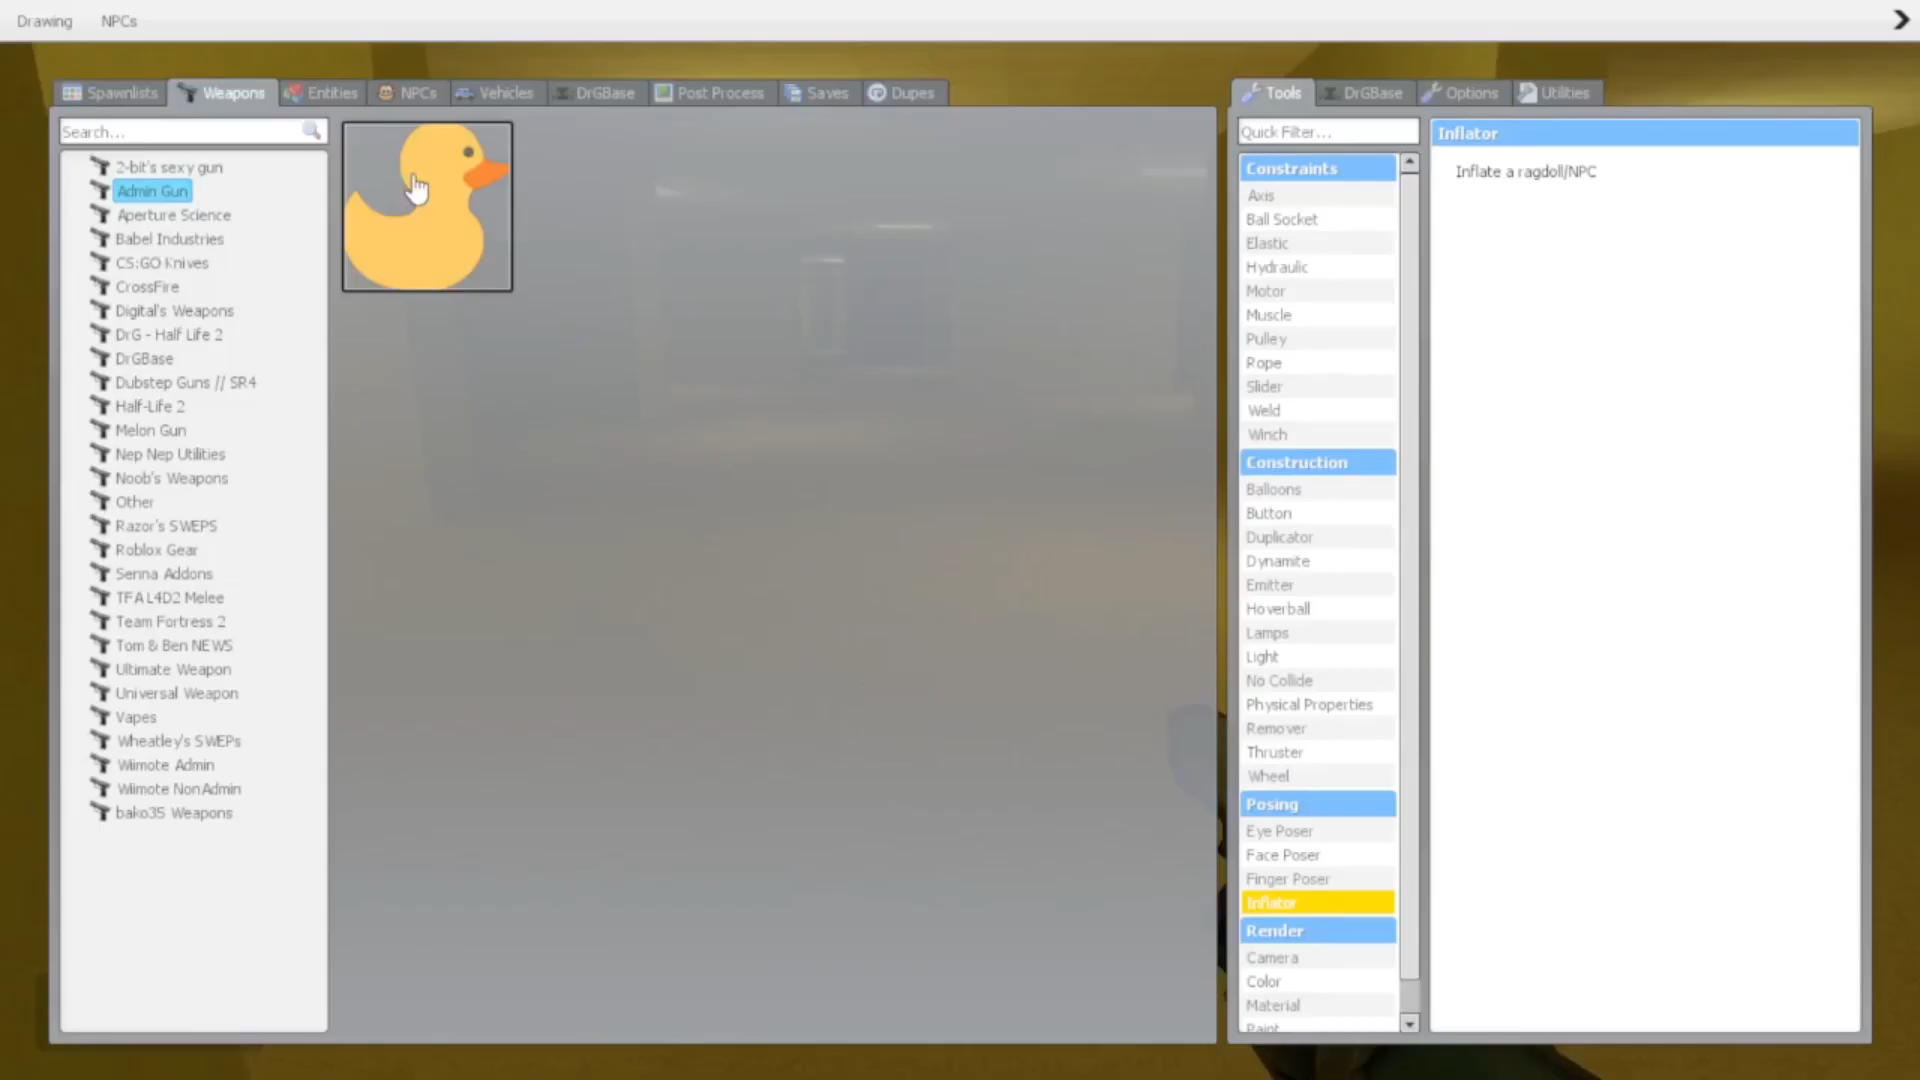 Drawing NPCs
Spawnlists Weapons Entities NPCs Vehicles DrGBase Post Process Saves Dupes
Search...
2-bit's sexy gun
Admin Gun
Aperture Science
Babel Industries
CS:GO Knives
CrossFire
Digital's Weapons
DrG - Half Life 2
DrGBase
Dubstep Guns // SR4
Half-Life 2
Melon Gun
Nep Nep Utilities
Noob's Weapons
Other
Razor's SWEPS
Roblox Gear
Senna Addons
TFA L4D2 Melee
Team Fortress 2
Tom & Ben NEWS
Ultimate Weapon
Universal Weapon
Vapes
Wheatley's SWEPs
Wiimote Admin
Wiimote NonAdmin
bako35 Weapons
Tools DrGBase Options Utilities
Quick Filter...
Constraints
Axis
Ball Socket
Elastic
Hydraulic
Motor
Muscle
Pulley
Rope
Slider
Weld
Winch
Construction
Balloons
Button
Duplicator
Dynamite
Emitter
Hoverball
Lamps
Light
No Collide
Physical Properties
Remover
Thruster
Wheel
Posing
Eye Poser
Face Poser
Finger Poser
Inflator
Render
Camera
Color
Material
Paint
Inflator
Inflate a ragdoll/NPC